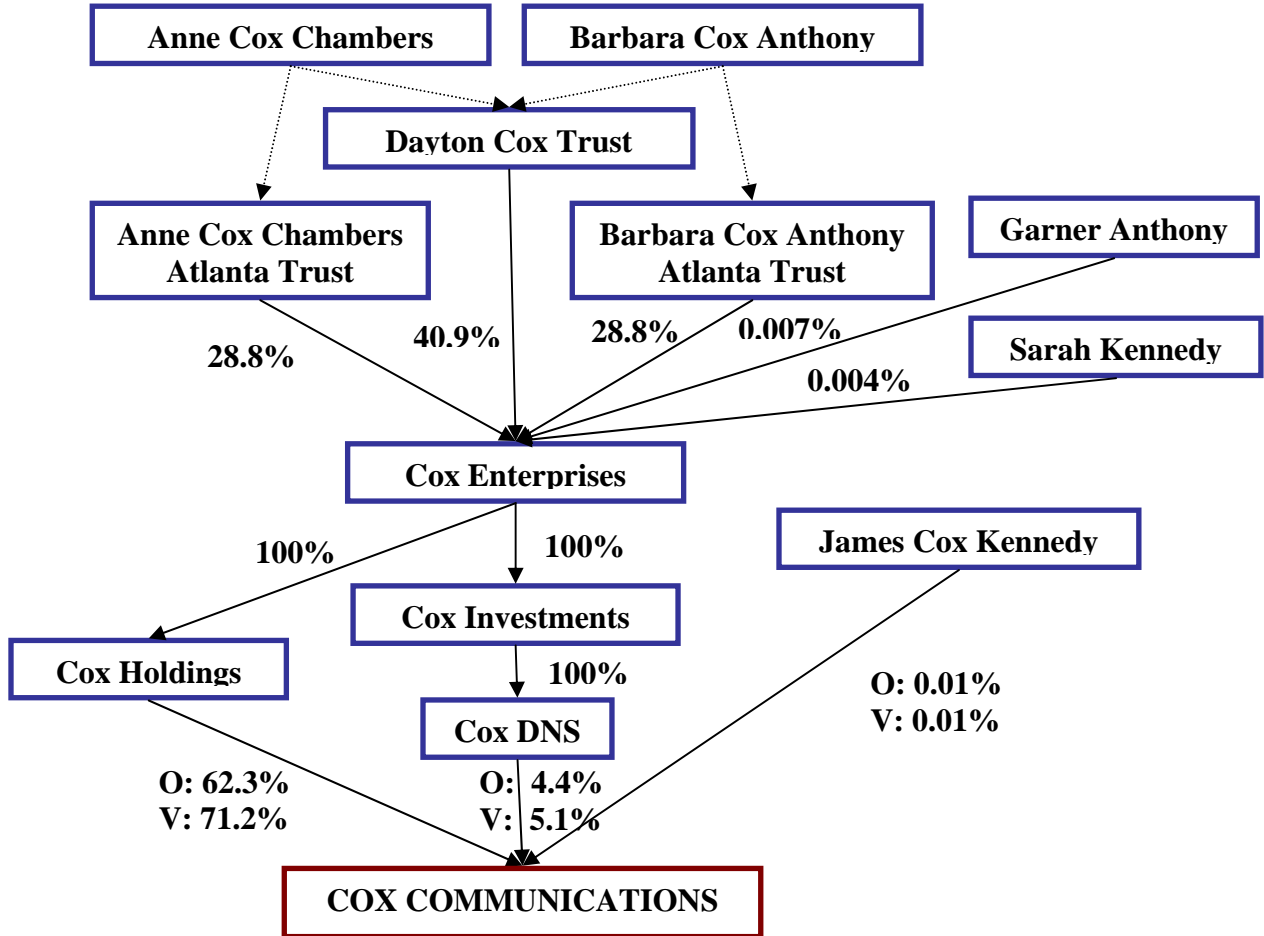 Anne Cox Chambers
Barbara Cox Anthony
Dayton Cox Trust
Anne Cox Chambers
Atlanta Trust
Barbara Cox Anthony
Atlanta Trust
Garner Anthony
28.8%
40.9%
28.8%
0.007%
Sarah Kennedy
0.004%
Cox Enterprises
100%
100%
James Cox Kennedy
Cox Investments
Cox Holdings
100%
O: 0.01%
V: 0.01%
Cox DNS
O: 62.3%
V: 71.2%
O: 4.4%
V: 5.1%
COX COMMUNICATIONS